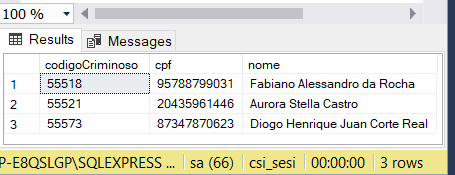 100 %
Results Messages
codigoCriminoso cpf nome
1 55518 95788799031 Fabiano Alessandro da Rocha
2 55521 20435961446 Aurora Stella Castro
3 55573 87347870623 Diogo Henrique Juan Corte Real
P-E8QSLGP\SQLEXPRESS ... sa (66) csi_sesi 00:00:00 3 rows